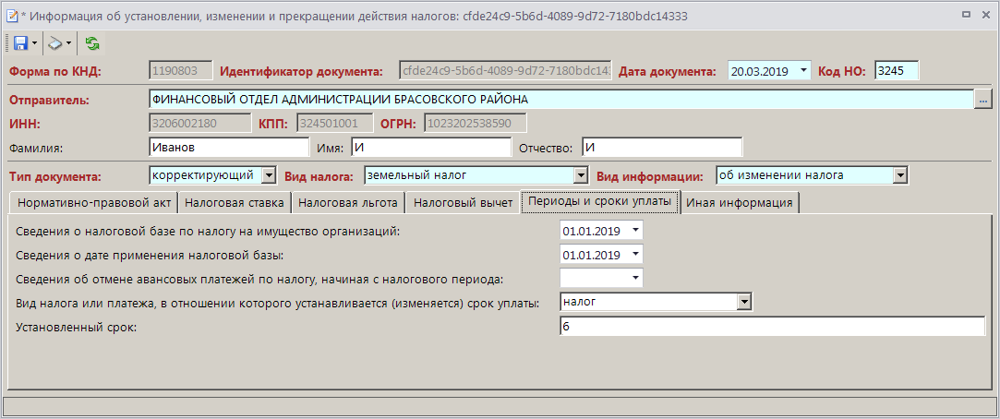 * Информация об установлении, изменении и прекращении действия налогов: cfde24c9-5b6d-4089-9d72-7180bdc14333
Форма по КНД: 1190803 Идентификатор документа: cfde24c9-5b6d-4089-9d72-7180bdc14 Дата документа: 20.03.2019 Код НО: 3245
Отправитель: ФИНАНСОВЫЙ ОТДЕЛ АДМИНИСТРАЦИИ БРАСОВСКОГО РАЙОНА ...
ИНН: 3206002180 КПП: 324501001 ОГРН: 1023202538590
Фамилия: Иванов Имя: И Отчество: И
Тип документа: корректирующий Вид налога: земельный налог Вид информации: об изменении налога
Нормативно-правовой акт Налоговая ставка Налоговая льгота Налоговый вычет Периоды и сроки уплаты Иная информация
Сведения о налоговой базе по налогу на имущество организаций: 01.01.2019
Сведения о дате применения налоговой базы: 01.01.2019
Сведения об отмене авансовых платежей по налогу, начиная с налогового периода:
Вид налога или платежа, в отношении которого устанавливается (изменяется) срок уплаты: налог
Установленный срок: 6